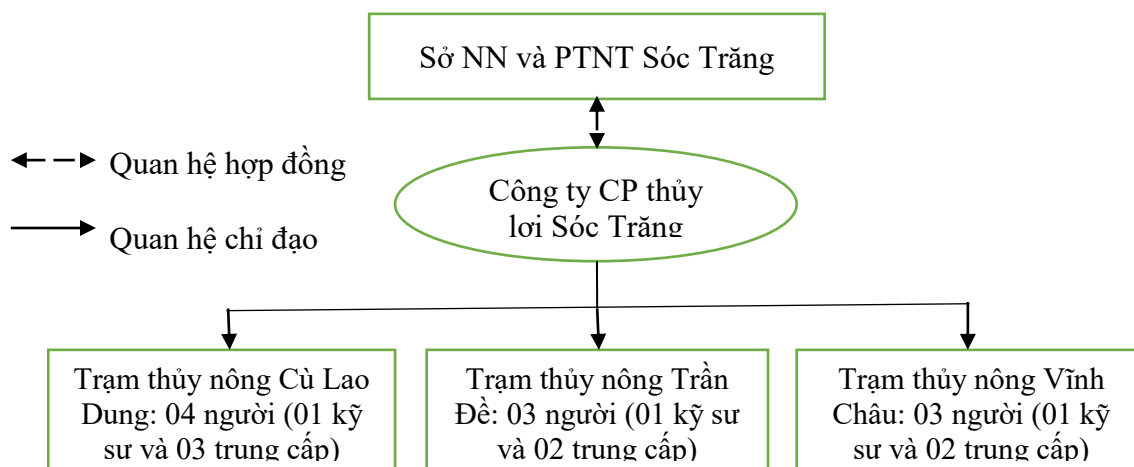 Sở NN và PTNT Sóc Trăng
Quan hệ hợp đồng
Công ty CP thủy
lợi Sóc Trăng
Quan hệ chỉ đạo
Trạm thủy nông Cù Lao
Dung: 04 người (01 kỹ
sư và 03 trung cấp)
Trạm thủy nông Trần
Đề: 03 người (01 kỹ sư
và 02 trung cấp)
Trạm thủy nông Vĩnh
Châu: 03 người (01 kỹ
sư và 02 trung cấp)